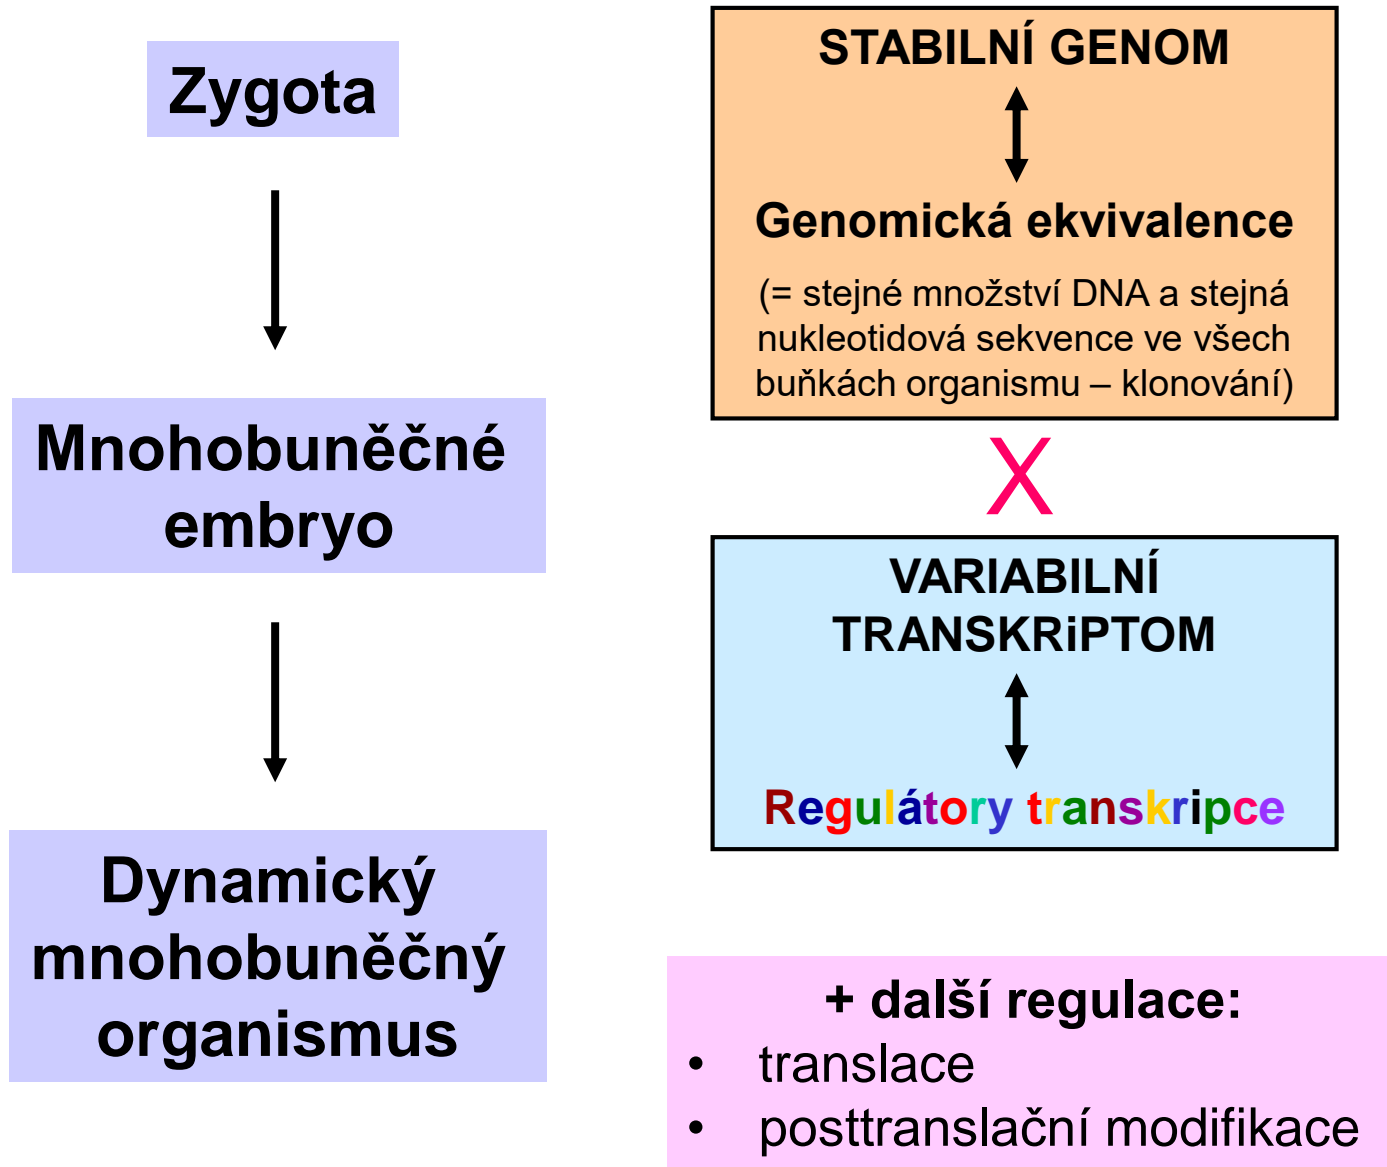 Zygota
Mnohobuněčné
embryo
Dynamický
mnohobuněčný
organismus
STABILNÍ GENOM
Genomická ekvivalence
(= stejné množství DNA a stejná
nukleotidová sekvence ve všech
buňkách organismu – klonování)
X
VARIABILNÍ
TRANSKRiPTOM
Regulátory transkripce
+ další regulace:
• translace
• posttranslační modifikace